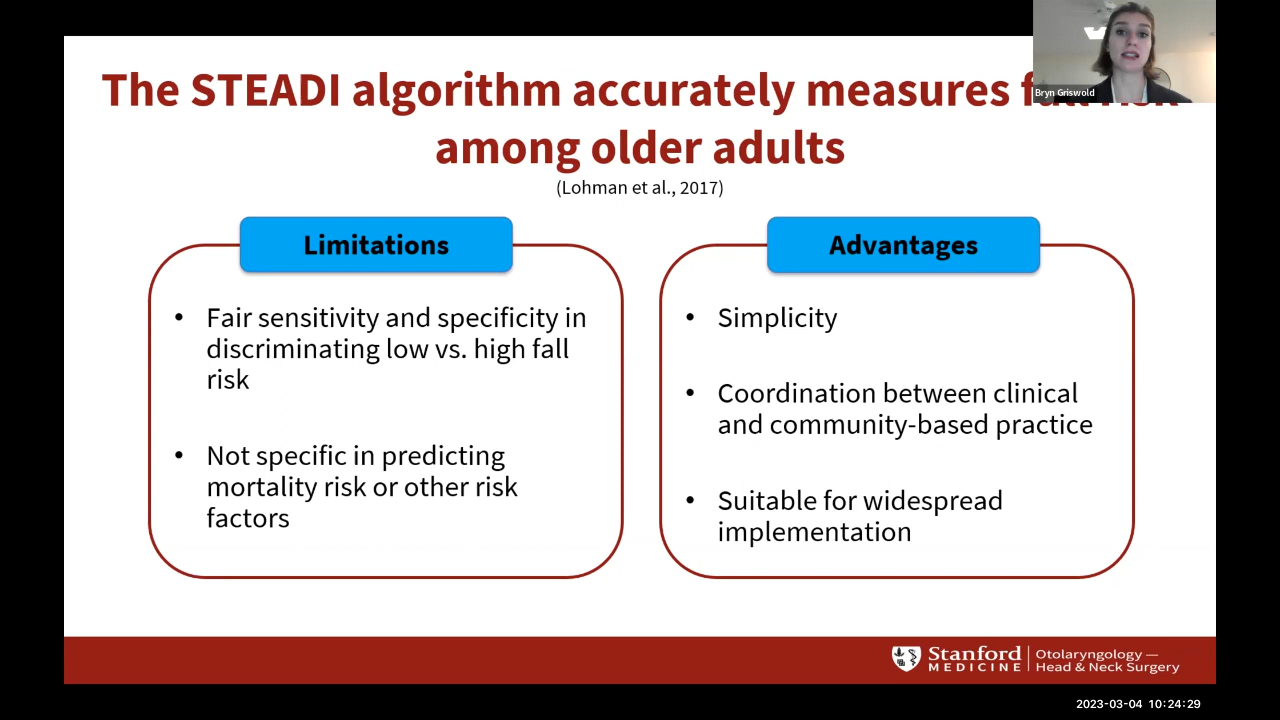 The STEADI algorithm accurately measures
among older adults
(Lohman et al., 2017)
Bryn Griswold
Limitations
• Fair sensitivity and specificity in
discriminating low vs. high fall
risk
• Not specific in predicting
mortality risk or other risk
factors
Advantages
• Simplicity
• Coordination between clinical
and community-based practice
• Suitable for widespread
implementation
Stanford
MEDICINE
Otolaryngology —
Head & Neck Surgery
2023-03-04 10:24:29